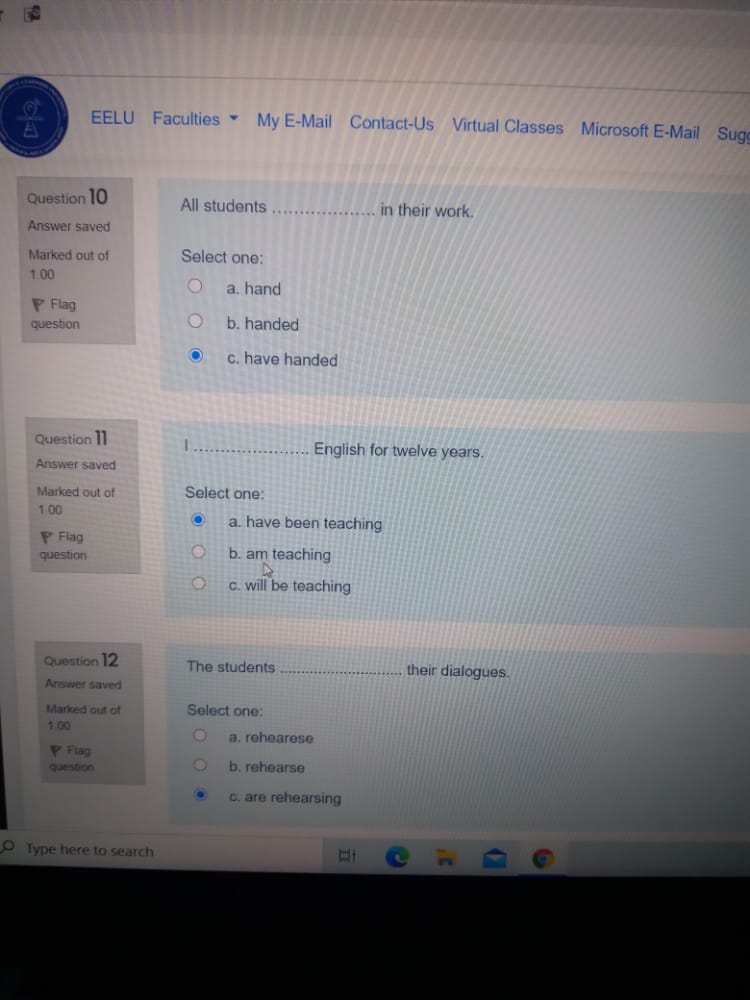 EELU Faculties My E-Mail Contact-Us Virtual Classes Microsoft E-Mail
Question 10
Answer saved
Marked out of
1.00
Flag
question
All students ................... in their work.
Select one:
a. hand
b. handed
c. have handed
Question 11
Answer saved
Marked out of
1.00
Flag
question
I ..................... English for twelve years.
Select one:
a. have been teaching
b. am teaching
c. will be teaching
Question 12
Answer saved
Marked out of
1.00
Flag
question
The students ............................. their dialogues.
Select one:
a. rehearese
b. rehearse
c. are rehearsing
Type here to search